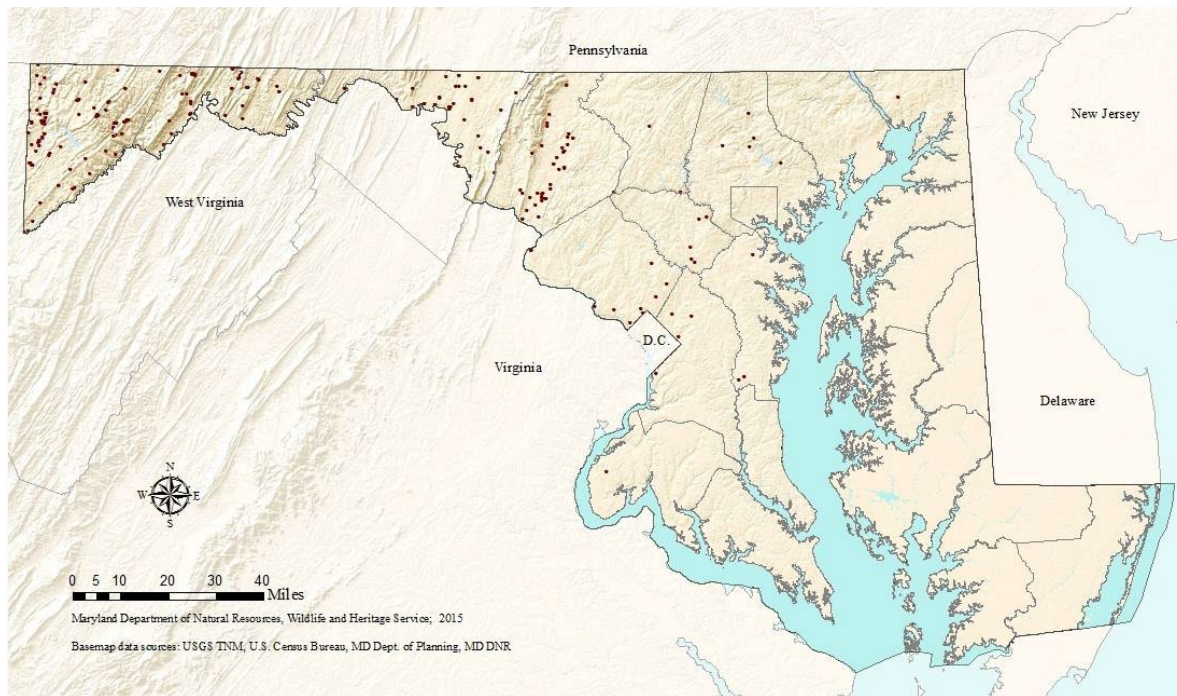 Pennsylvania
New Jersey
West Virginia
D.C.
Virginia
Delaware
N
W E
S
0 5 10 20 30 40
Miles
Maryland Department of Natural Resources, Wildlife and Heritage Service; 2015
Basemap data sources: USGS TNM, U.S. Census Bureau, MD Dept. of Planning, MD DNR